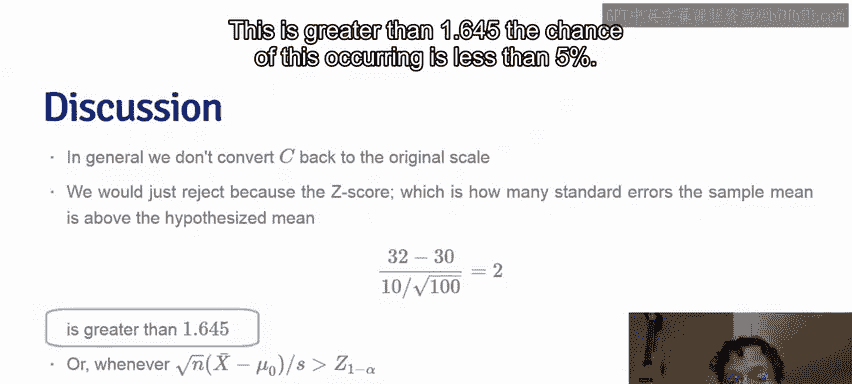 This is greater than 1.645 the chance
of this occurring is less than 5%.
Discussion
· In general we don't convert C back to the original scale
· We would just reject because the Z-score; which is how many standard errors the sample mean
is above the hypothesized mean
32 − 30
10/√100 = 2
is greater than 1.645
· Or, whenever √n(X̄ − μ₀)/s > Z₁₋α